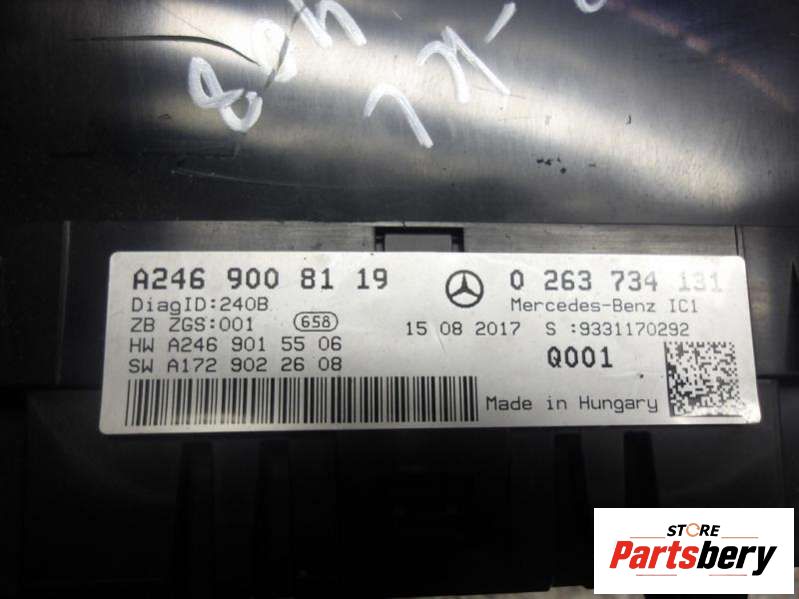 A246 900 81 19
0 263 734 131
DiagID:240B
Mercedes-Benz IC1
ZB ZGS:001
658
15 08 2017 S :9331170292
HW A246 901 55 06
SW A172 902 26 08
Q001
Made in Hungary
STORE
Partsbery